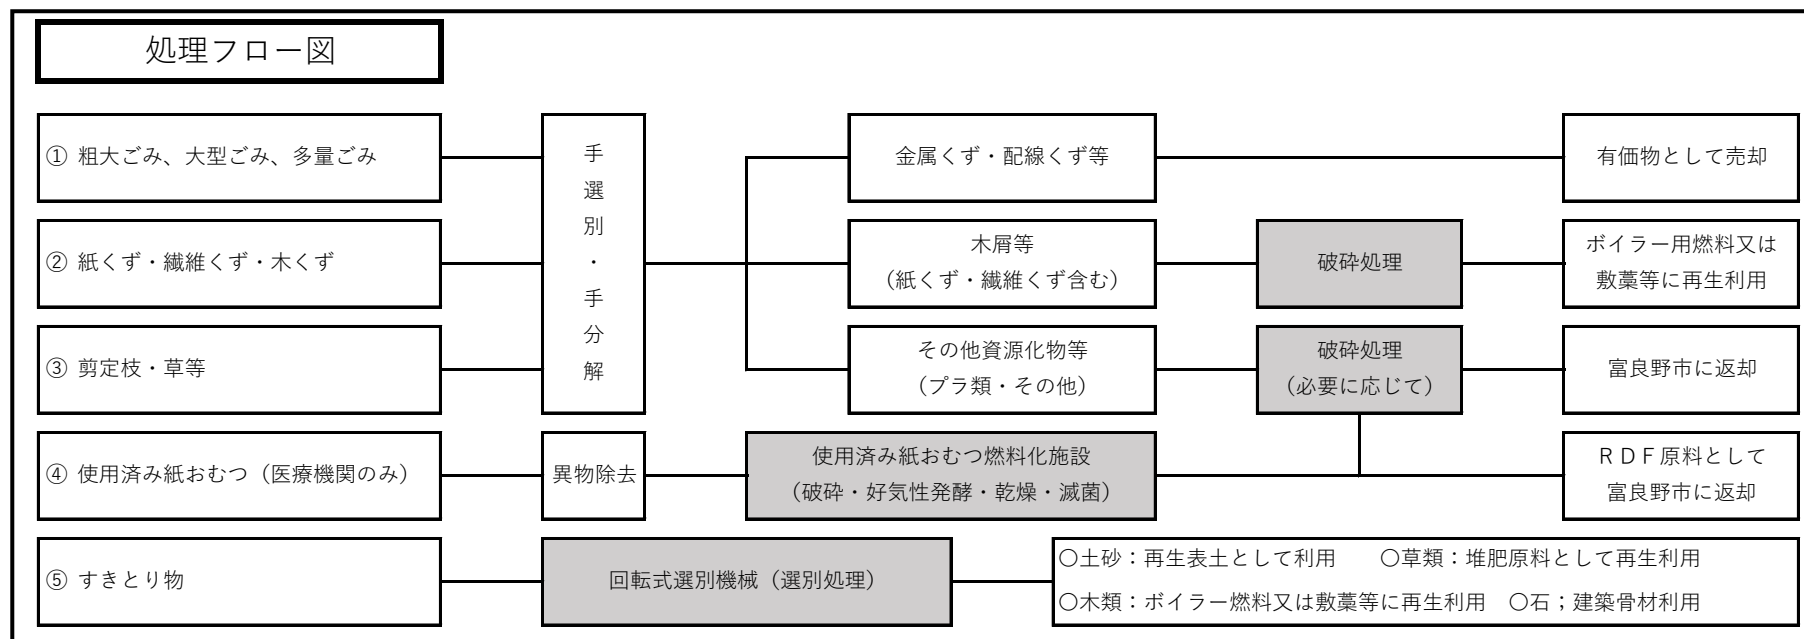 処理フロー図
① 粗大ごみ、大型ごみ、多量ごみ
② 紙くず・繊維くず・木くず
③ 剪定枝・草等
④ 使用済み紙おむつ（医療機関のみ）
⑤ すきとり物
手選別・手分解
異物除去
金属くず・配線くず等
木屑等
（紙くず・繊維くず含む）
その他資源化物等
（プラ類・その他）
使用済み紙おむつ燃料化施設
（破砕・好気性発酵・乾燥・滅菌）
回転式選別機械（選別処理）
破砕処理
破砕処理
（必要に応じて）
有価物として売却
ボイラー用燃料又は
敷藁等に再生利用
富良野市に返却
ＲＤＦ原料として
富良野市に返却
〇土砂：再生表土として利用　　〇草類：堆肥原料として再生利用
〇木類：ボイラー燃料又は敷藁等に再生利用　〇石；建築骨材利用